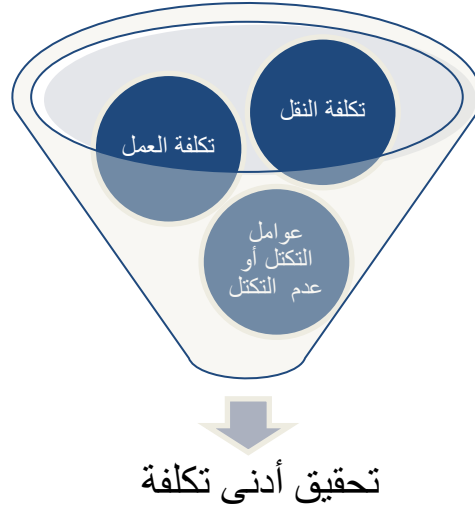 تكلفة النقل
تكلفة العمل
عوامل
التكتل أو
عدم التكتل
تحقيق أدنى تكلفة